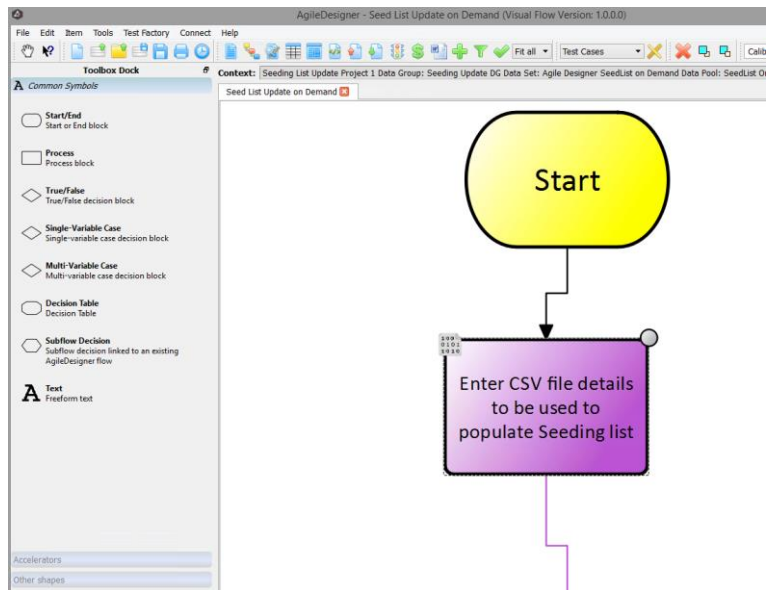 AgileDesigner - Seed List Update on Demand (Visual Flow Version: 1.0.0.0)
File Edit Item Tools Test Factory Connect Help
Fit all Test Cases Calib
Toolbox Dock
Context: Seeding List Update Project 1 Data Group: Seeding Update DG Data Set: Agile Designer SeedList on Demand Data Pool: SeedList On
A Common Symbols
Seed List Update on Demand
Start/End
Start or End block
Process
Process block
True/False
True/False decision block
Single-Variable Case
Single-variable case decision block
Multi-Variable Case
Multi-variable case decision block
Decision Table
Decision Table
Subflow Decision
Subflow decision linked to an existing
AgileDesigner flow
A Text
Freeform text
Accelerators
Other shapes
Start
Enter CSV file details
to be used to
populate Seeding list